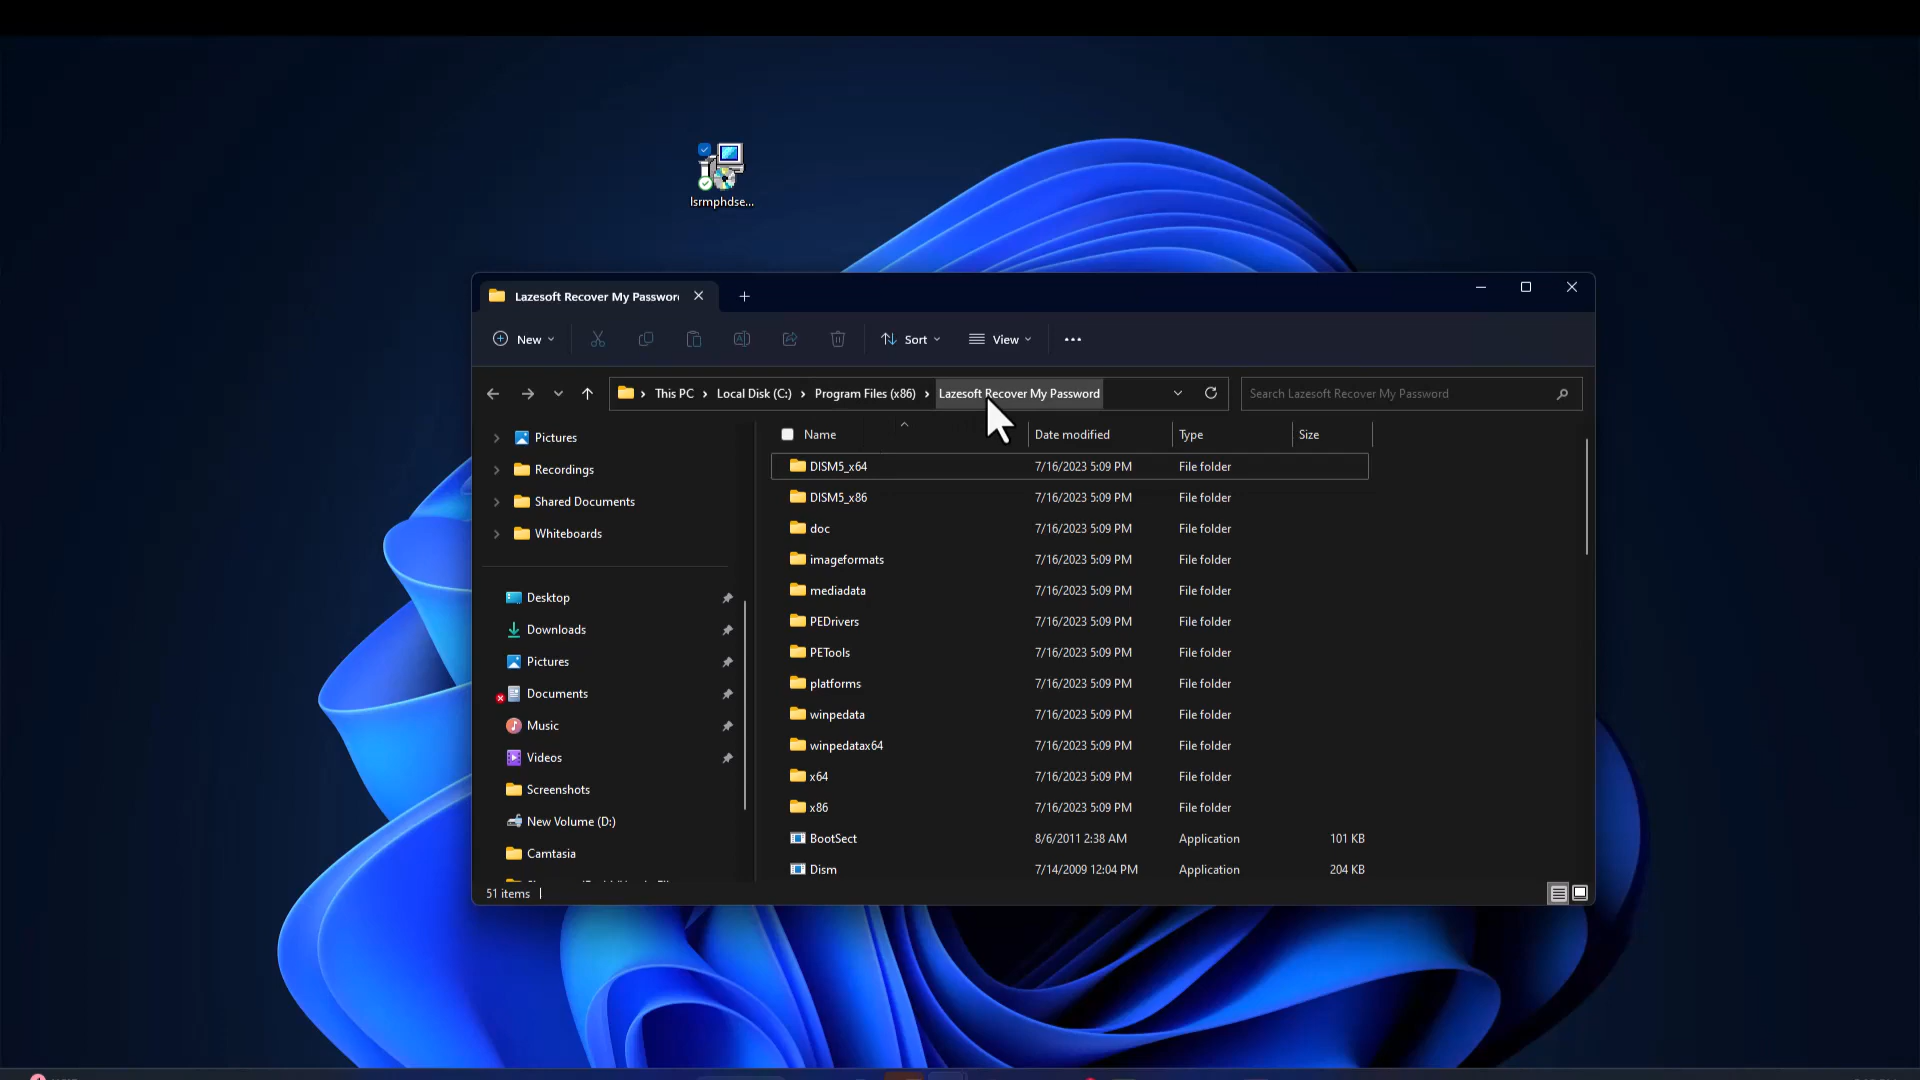 lsrmphdse...
Lazesoft Recover My Passwor
New
Sort
View
This PC
Local Disk (C:)
Program Files (x86)
Lazesoft Recover My Password
Search Lazesoft Recover My Password
Name
Date modified
Type
Size
Pictures
Recordings
Shared Documents
Whiteboards
Desktop
Downloads
Pictures
Documents
Music
Videos
Screenshots
New Volume (D:)
Camtasia
DISM5_x64 7/16/2023 5:09 PM File folder
DISM5_x86 7/16/2023 5:09 PM File folder
doc 7/16/2023 5:09 PM File folder
imageformats 7/16/2023 5:09 PM File folder
mediadata 7/16/2023 5:09 PM File folder
PEDrivers 7/16/2023 5:09 PM File folder
PETools 7/16/2023 5:09 PM File folder
platforms 7/16/2023 5:09 PM File folder
winpedata 7/16/2023 5:09 PM File folder
winpedatax64 7/16/2023 5:09 PM File folder
x64 7/16/2023 5:09 PM File folder
x86 7/16/2023 5:09 PM File folder
BootSect 8/6/2011 2:38 AM Application 101 KB
Dism 7/14/2009 12:04 PM Application 204 KB
51 items